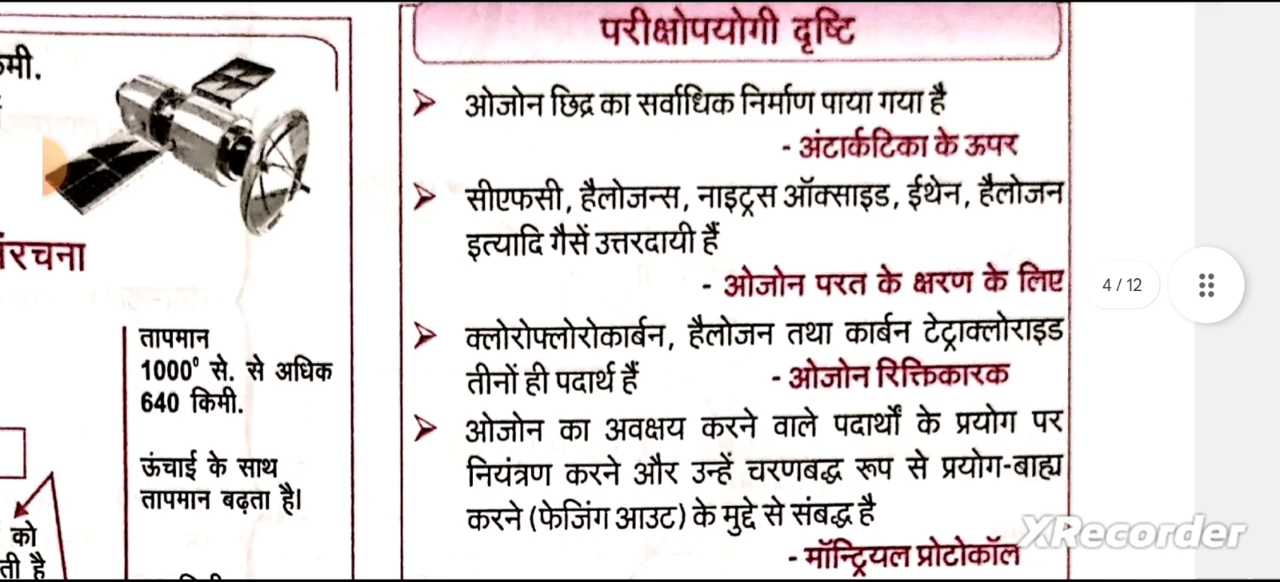 मी.
संरचना
तापमान
1000⁰ से. से अधिक
640 किमी.
ऊंचाई के साथ
तापमान बढ़ता है।
को
ती है
परीक्षोपयोगी दृष्टि
➢ ओजोन छिद्र का सर्वाधिक निर्माण पाया गया है
- अंटार्कटिका के ऊपर
➢ सीएफसी, हैलोजन्स, नाइट्रस ऑक्साइड, ईथेन, हैलोजन
इत्यादि गैसें उत्तरदायी हैं
- ओजोन परत के क्षरण के लिए
➢ क्लोरोफ्लोरोकार्बन, हैलोजन तथा कार्बन टेट्राक्लोराइड
तीनों ही पदार्थ हैं - ओजोन रिक्तिकारक
➢ ओजोन का अवक्षय करने वाले पदार्थों के प्रयोग पर
नियंत्रण करने और उन्हें चरणबद्ध रूप से प्रयोग-बाह्य
करने (फेजिंग आउट) के मुद्दे से संबद्ध है
- मॉन्ट्रियल प्रोटोकॉल
4 / 12
XRecorder